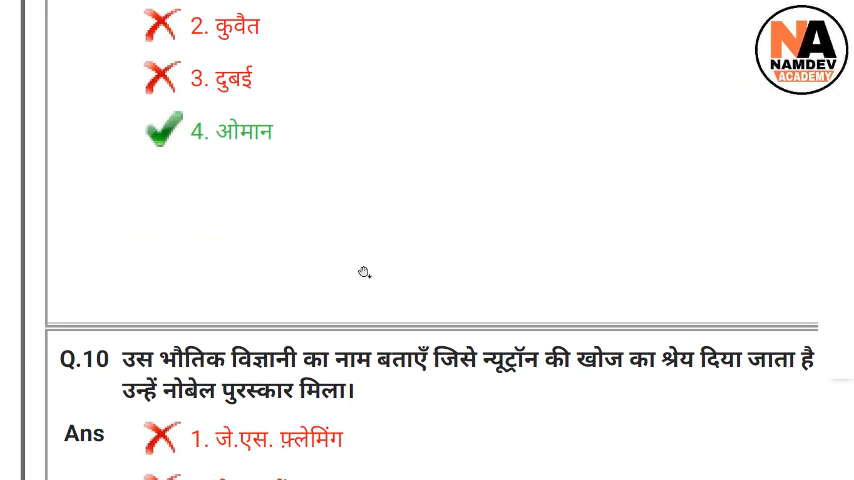 2. कुवैत
NA
NAMDEV
ACADEMY
3. दुबई
4. ओमान
Q.10 उस भौतिक विज्ञानी का नाम बताएँ जिसे न्यूट्रॉन की खोज का श्रेय दिया जाता है
उन्हें नोबेल पुरस्कार मिला।
Ans
1. जे.एस. फ़्लेमिंग